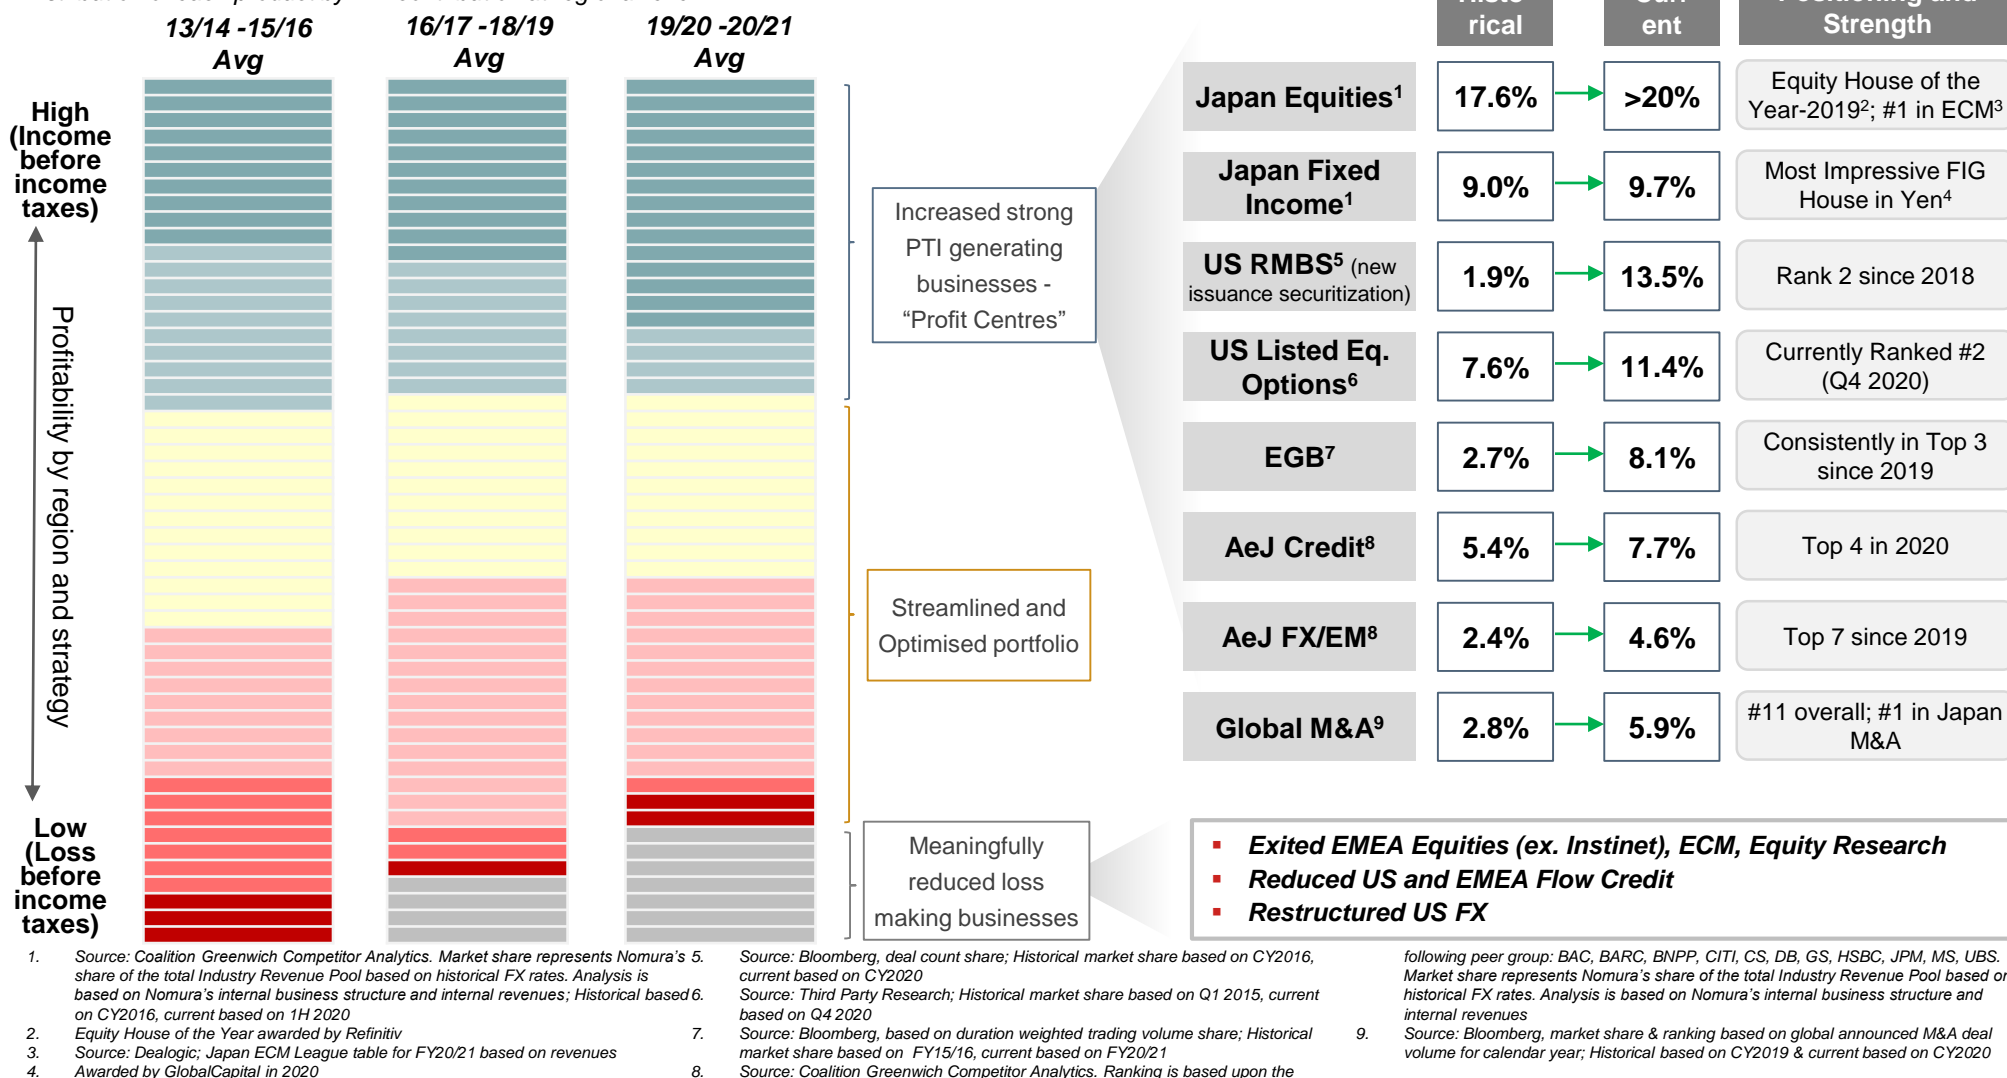 13/14 -15/16
Avg
16/17 -18/19
Avg
19/20 -20/21
Avg
High
(Income
before
income
taxes)
Profitability by region and strategy
Low
(Loss
before
income
taxes)
Increased strong
PTI generating
businesses -
“Profit Centres”
Streamlined and
Optimised portfolio
Meaningfully
reduced loss
making businesses
rical
ent
Strength
Japan Equities1
17.6%
>20%
Equity House of the
Year-20192; #1 in ECM3
Japan Fixed
Income1
9.0%
9.7%
Most Impressive FIG
House in Yen4
US RMBS5 (new
issuance securitization)
1.9%
13.5%
Rank 2 since 2018
US Listed Eq.
Options6
7.6%
11.4%
Currently Ranked #2
(Q4 2020)
EGB7
2.7%
8.1%
Consistently in Top 3
since 2019
AeJ Credit8
5.4%
7.7%
Top 4 in 2020
AeJ FX/EM8
2.4%
4.6%
Top 7 since 2019
Global M&A9
2.8%
5.9%
#11 overall; #1 in Japan
M&A
▪ Exited EMEA Equities (ex. Instinet), ECM, Equity Research
▪ Reduced US and EMEA Flow Credit
▪ Restructured US FX
1. Source: Coalition Greenwich Competitor Analytics. Market share represents Nomura’s
share of the total Industry Revenue Pool based on historical FX rates. Analysis is
based on Nomura’s internal business structure and internal revenues; Historical based
on CY2016, current based on 1H 2020
2. Equity House of the Year awarded by Refinitiv
3. Source: Dealogic; Japan ECM League table for FY20/21 based on revenues
4. Awarded by GlobalCapital in 2020
5. Source: Bloomberg, deal count share; Historical market share based on CY2016,
current based on CY2020
6. Source: Third Party Research; Historical market share based on Q1 2015, current
based on Q4 2020
7. Source: Bloomberg, based on duration weighted trading volume share; Historical
market share based on FY15/16, current based on FY20/21
8. Source: Coalition Greenwich Competitor Analytics. Ranking is based upon the
following peer group: BAC, BARC, BNPP, CITI, CS, DB, GS, HSBC, JPM, MS, UBS.
Market share represents Nomura’s share of the total Industry Revenue Pool based on
historical FX rates. Analysis is based on Nomura’s internal business structure and
internal revenues
9. Source: Bloomberg, market share & ranking based on global announced M&A deal
volume for calendar year; Historical based on CY2019 & current based on CY2020